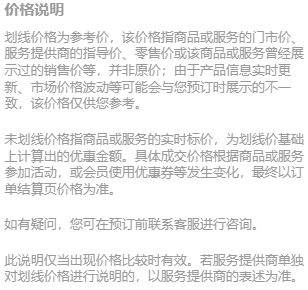 价格说明
划线价格为参考价，该价格指商品或服务的门市价、
服务提供商的指导价、零售价或该商品或服务曾经展
示过的销售价等，并非原价；由于产品信息实时更
新、市场价格波动等可能会与您预订时展示的不一
致，该价格仅供您参考。
未划线价格指商品或服务的实时标价，为划线价基础
上计算出的优惠金额。具体成交价格根据商品或服务
参加活动，或会员使用优惠券等发生变化，最终以订
单结算页价格为准。
如有疑问，您可在预订前联系客服进行咨询。
此说明仅当出现价格比较时有效。若服务提供商单独
对划线价格进行说明的，以服务提供商的表述为准。